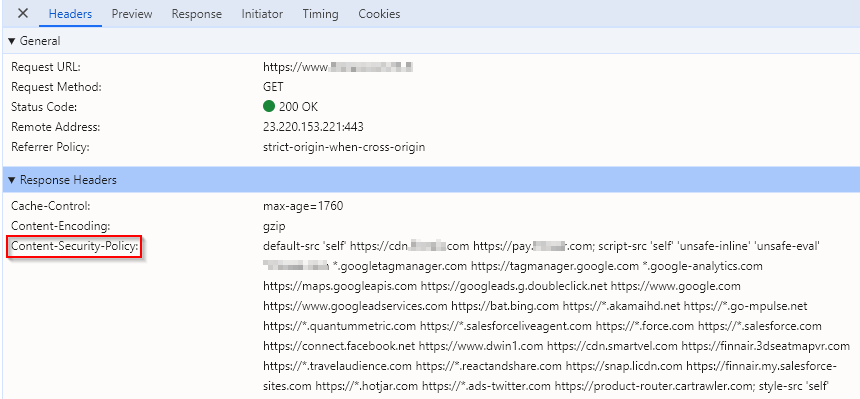 Headers Preview Response Initiator Timing Cookies
General
Request URL: https://www.
Request Method: GET
Status Code: 200 OK
Remote Address: 23.220.153.221:443
Referrer Policy: strict-origin-when-cross-origin
Response Headers
Cache-Control: max-age=1760
Content-Encoding: gzip
Content-Security-Policy: default-src 'self' https://cdn. .com https://pay. .com; script-src 'self' 'unsafe-inline' 'unsafe-eval'
*.googletagmanager.com https://tagmanager.google.com *.google-analytics.com
https://maps.googleapis.com https://googleads.g.doubleclick.net https://www.google.com
https://www.googleadservices.com https://bat.bing.com https://*.akamaihd.net https://*.go-mpulse.net
https://*.quantummetric.com https://*.salesforceliveagent.com https://*.force.com https://*.salesforce.com
https://connect.facebook.net https://www.dwin1.com https://cdn.smartvel.com https://finnair.3dseatmapvr.com
https://*.travelaudience.com https://*.reactandshare.com https://snap.licdn.com https://finnair.my.salesforce-
sites.com https://*.hotjar.com https://*.ads-twitter.com https://product-router.cartrawler.com; style-src 'self'